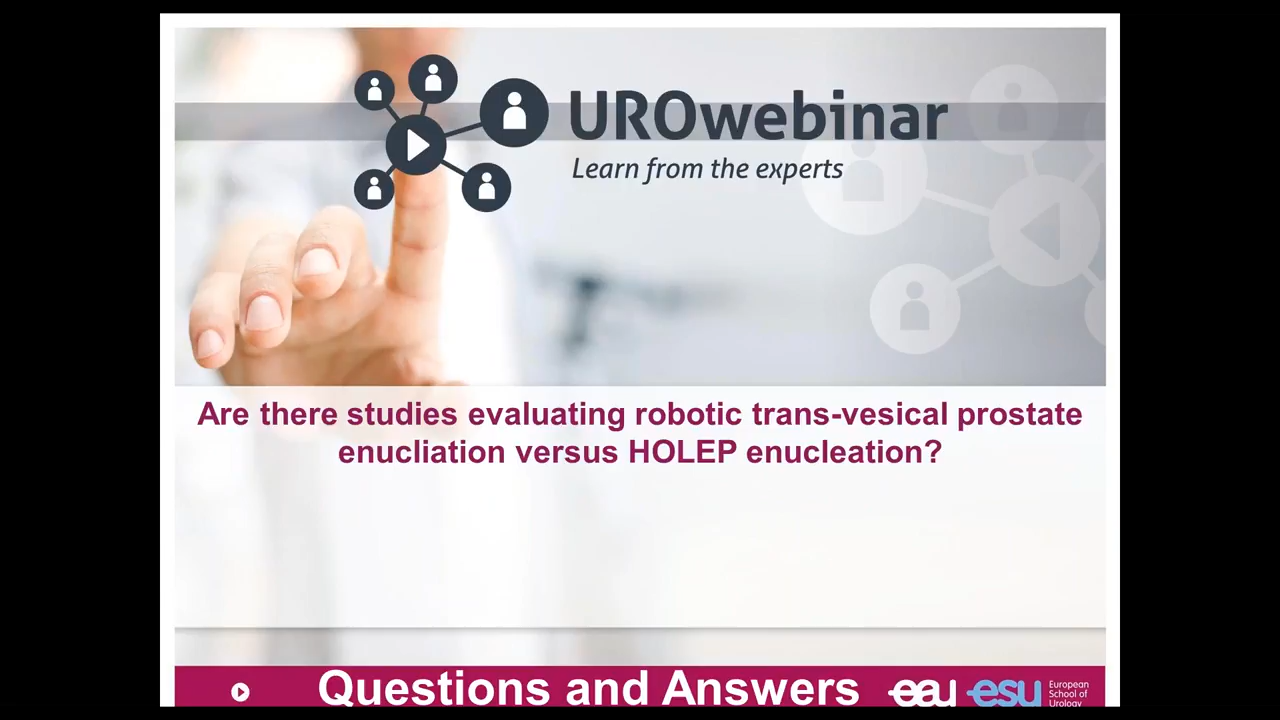 UROwebinar
Learn from the experts
Are there studies evaluating robotic trans-vesical prostate
enucliation versus HOLEP enucleation?
Questions and Answers
eau esu European
School of
Urology